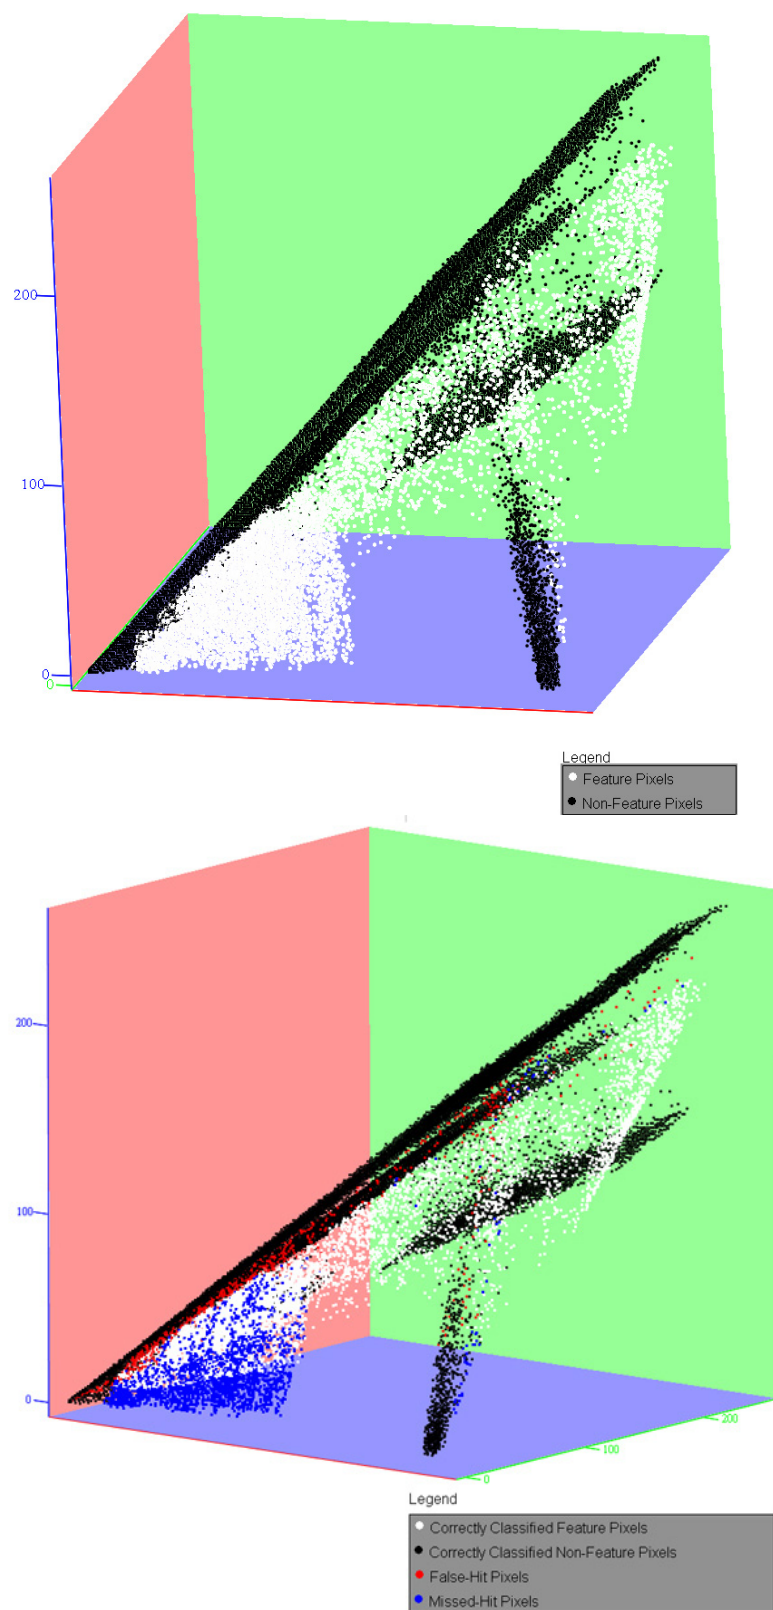 200
100
0
0
Legend
Feature Pixels
Non-Feature Pixels
200
100
0
200
100
0
Legend
Correctly Classified Feature Pixels
Correctly Classified Non-Feature Pixels
False-Hit Pixels
Missed-Hit Pixels